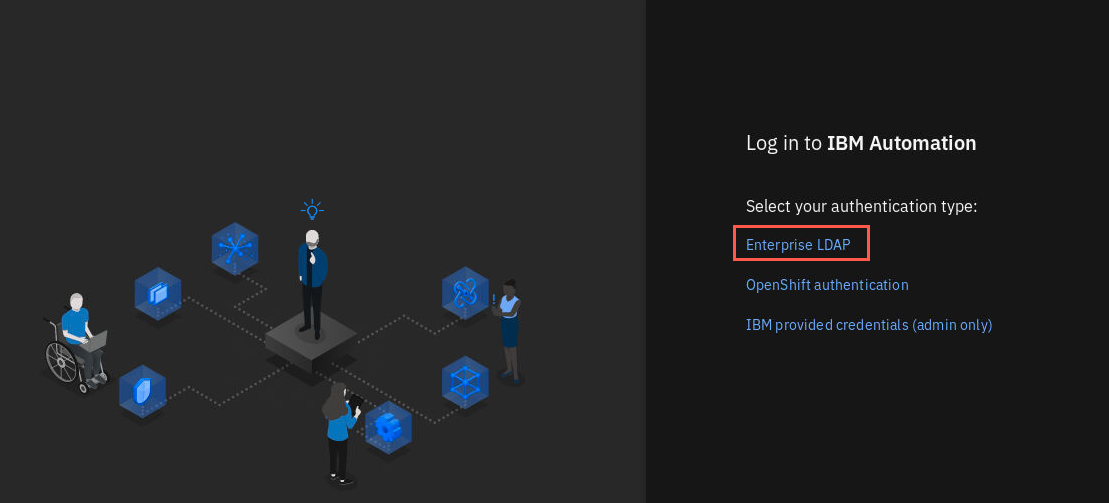 Log in to IBM Automation
Select your authentication type:
Enterprise LDAP
OpenShift authentication
IBM provided credentials (admin only)